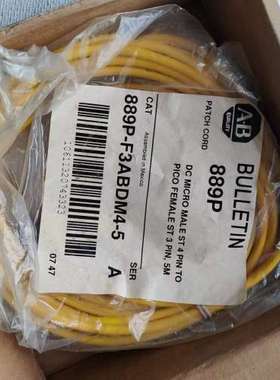 AB
QUALITY
BULLETIN
889P
PATCH CORD
DC MICRO MALE ST 4 PIN TO
PICO FEMALE ST 3 PIN, 5M
CAT
889P-F3ABDM4-5
SER
A
Assembled in Mexico.
10611320763323
07 47